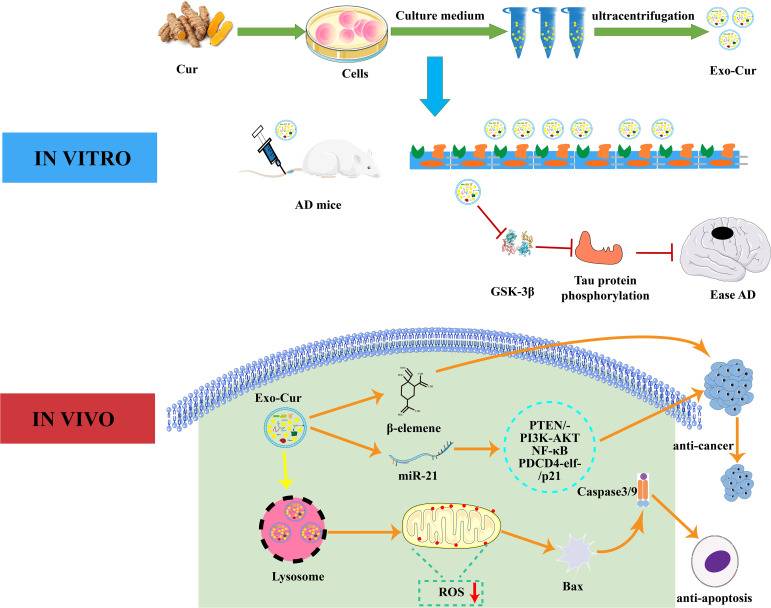 Culture medium
ultracentrifugation
Cur
Cells
Exo-Cur
IN VITRO
AD mice
GSK-3β
Tau protein
phosphorylation
Ease AD
IN VIVO
Exo-Cur
β-elemene
miR-21
PTEN/-
PI3K-AKT
NF-κB
PDCD4-elf-
/p21
anti-cancer
Caspase3/9
Lysosome
ROS
Bax
anti-apoptosis